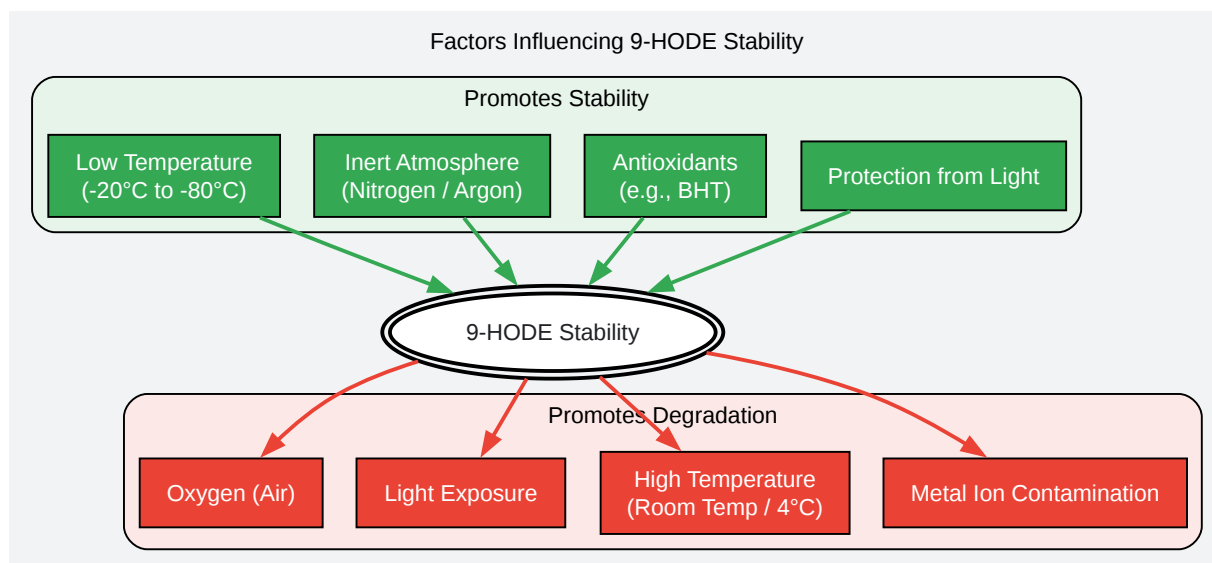 Factors Influencing 9-HODE Stability
Promotes Stability
Low Temperature
(-20°C to -80°C)
Inert Atmosphere
(Nitrogen / Argon)
Antioxidants
(e.g., BHT)
Protection from Light
9-HODE Stability
Promotes Degradation
Oxygen (Air)
Light Exposure
High Temperature
(Room Temp / 4°C)
Metal Ion Contamination